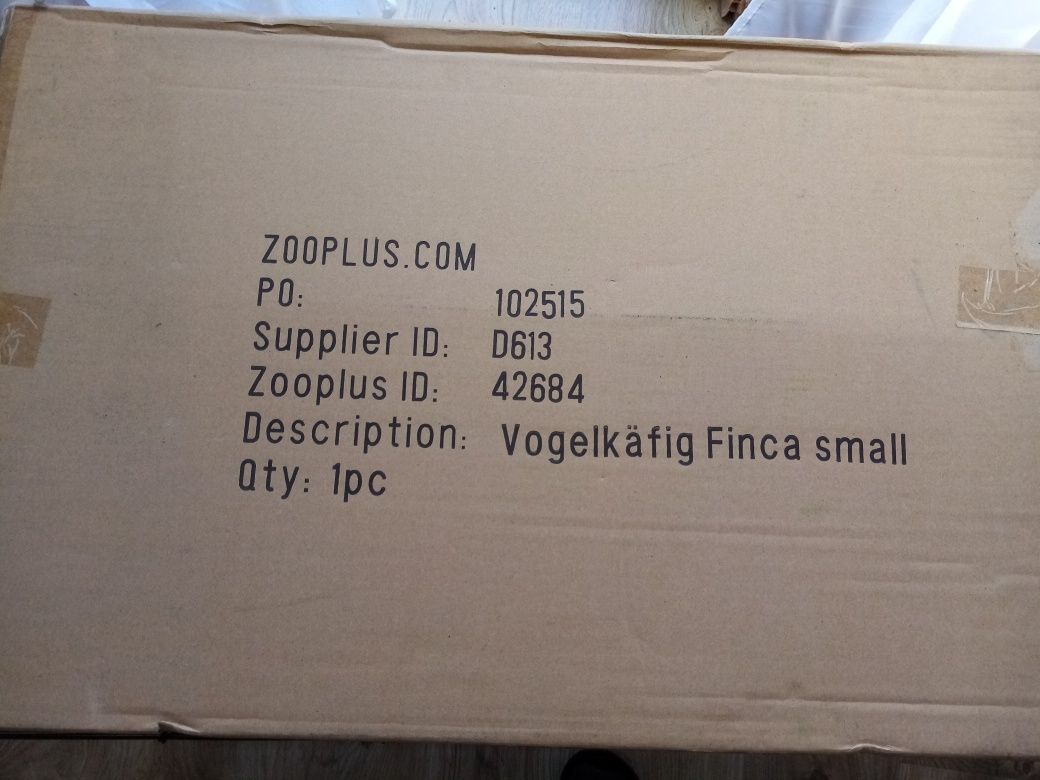 ZOOPLUS.COM
PO: 102515
Supplier ID: D613
Zooplus ID: 42684
Description: Vogelkäfig Finca small
Qty: 1pc